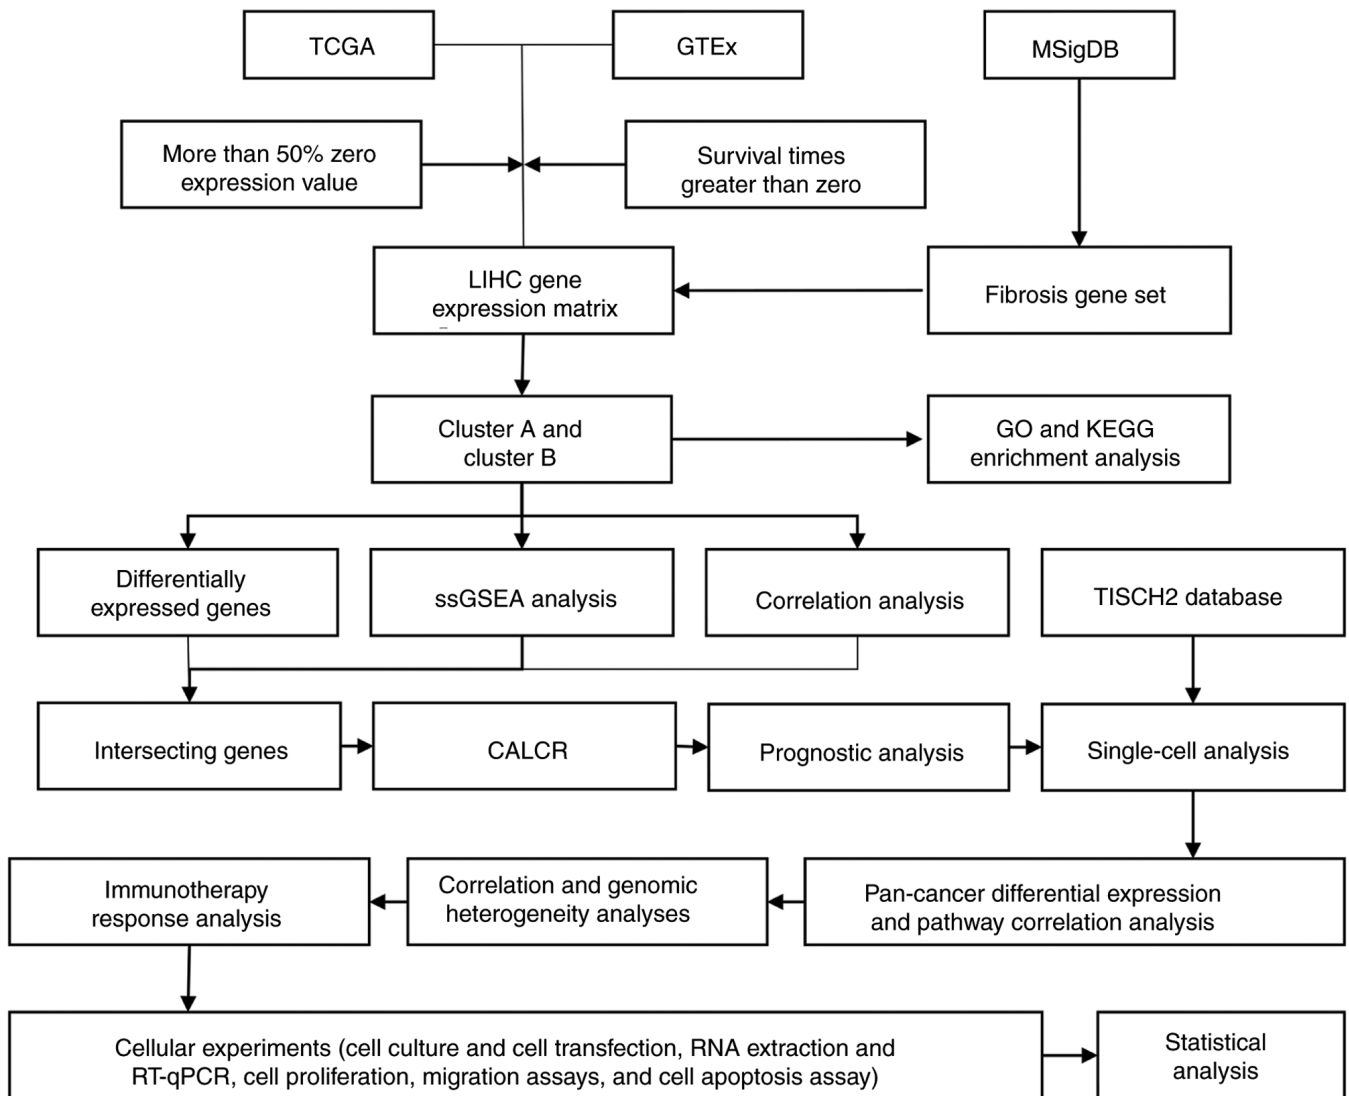 TCGA
GTEx
MSigDB
More than 50% zero
expression value
Survival times
greater than zero
LIHC gene
expression matrix
Fibrosis gene set
Cluster A and
cluster B
GO and KEGG
enrichment analysis
Differentially
expressed genes
ssGSEA analysis
Correlation analysis
TISCH2 database
Intersecting genes
CALCR
Prognostic analysis
Single-cell analysis
Immunotherapy
response analysis
Correlation and genomic
heterogeneity analyses
Pan-cancer differential expression
and pathway correlation analysis
Cellular experiments (cell culture and cell transfection, RNA extraction and
RT-qPCR, cell proliferation, migration assays, and cell apoptosis assay)
Statistical
analysis